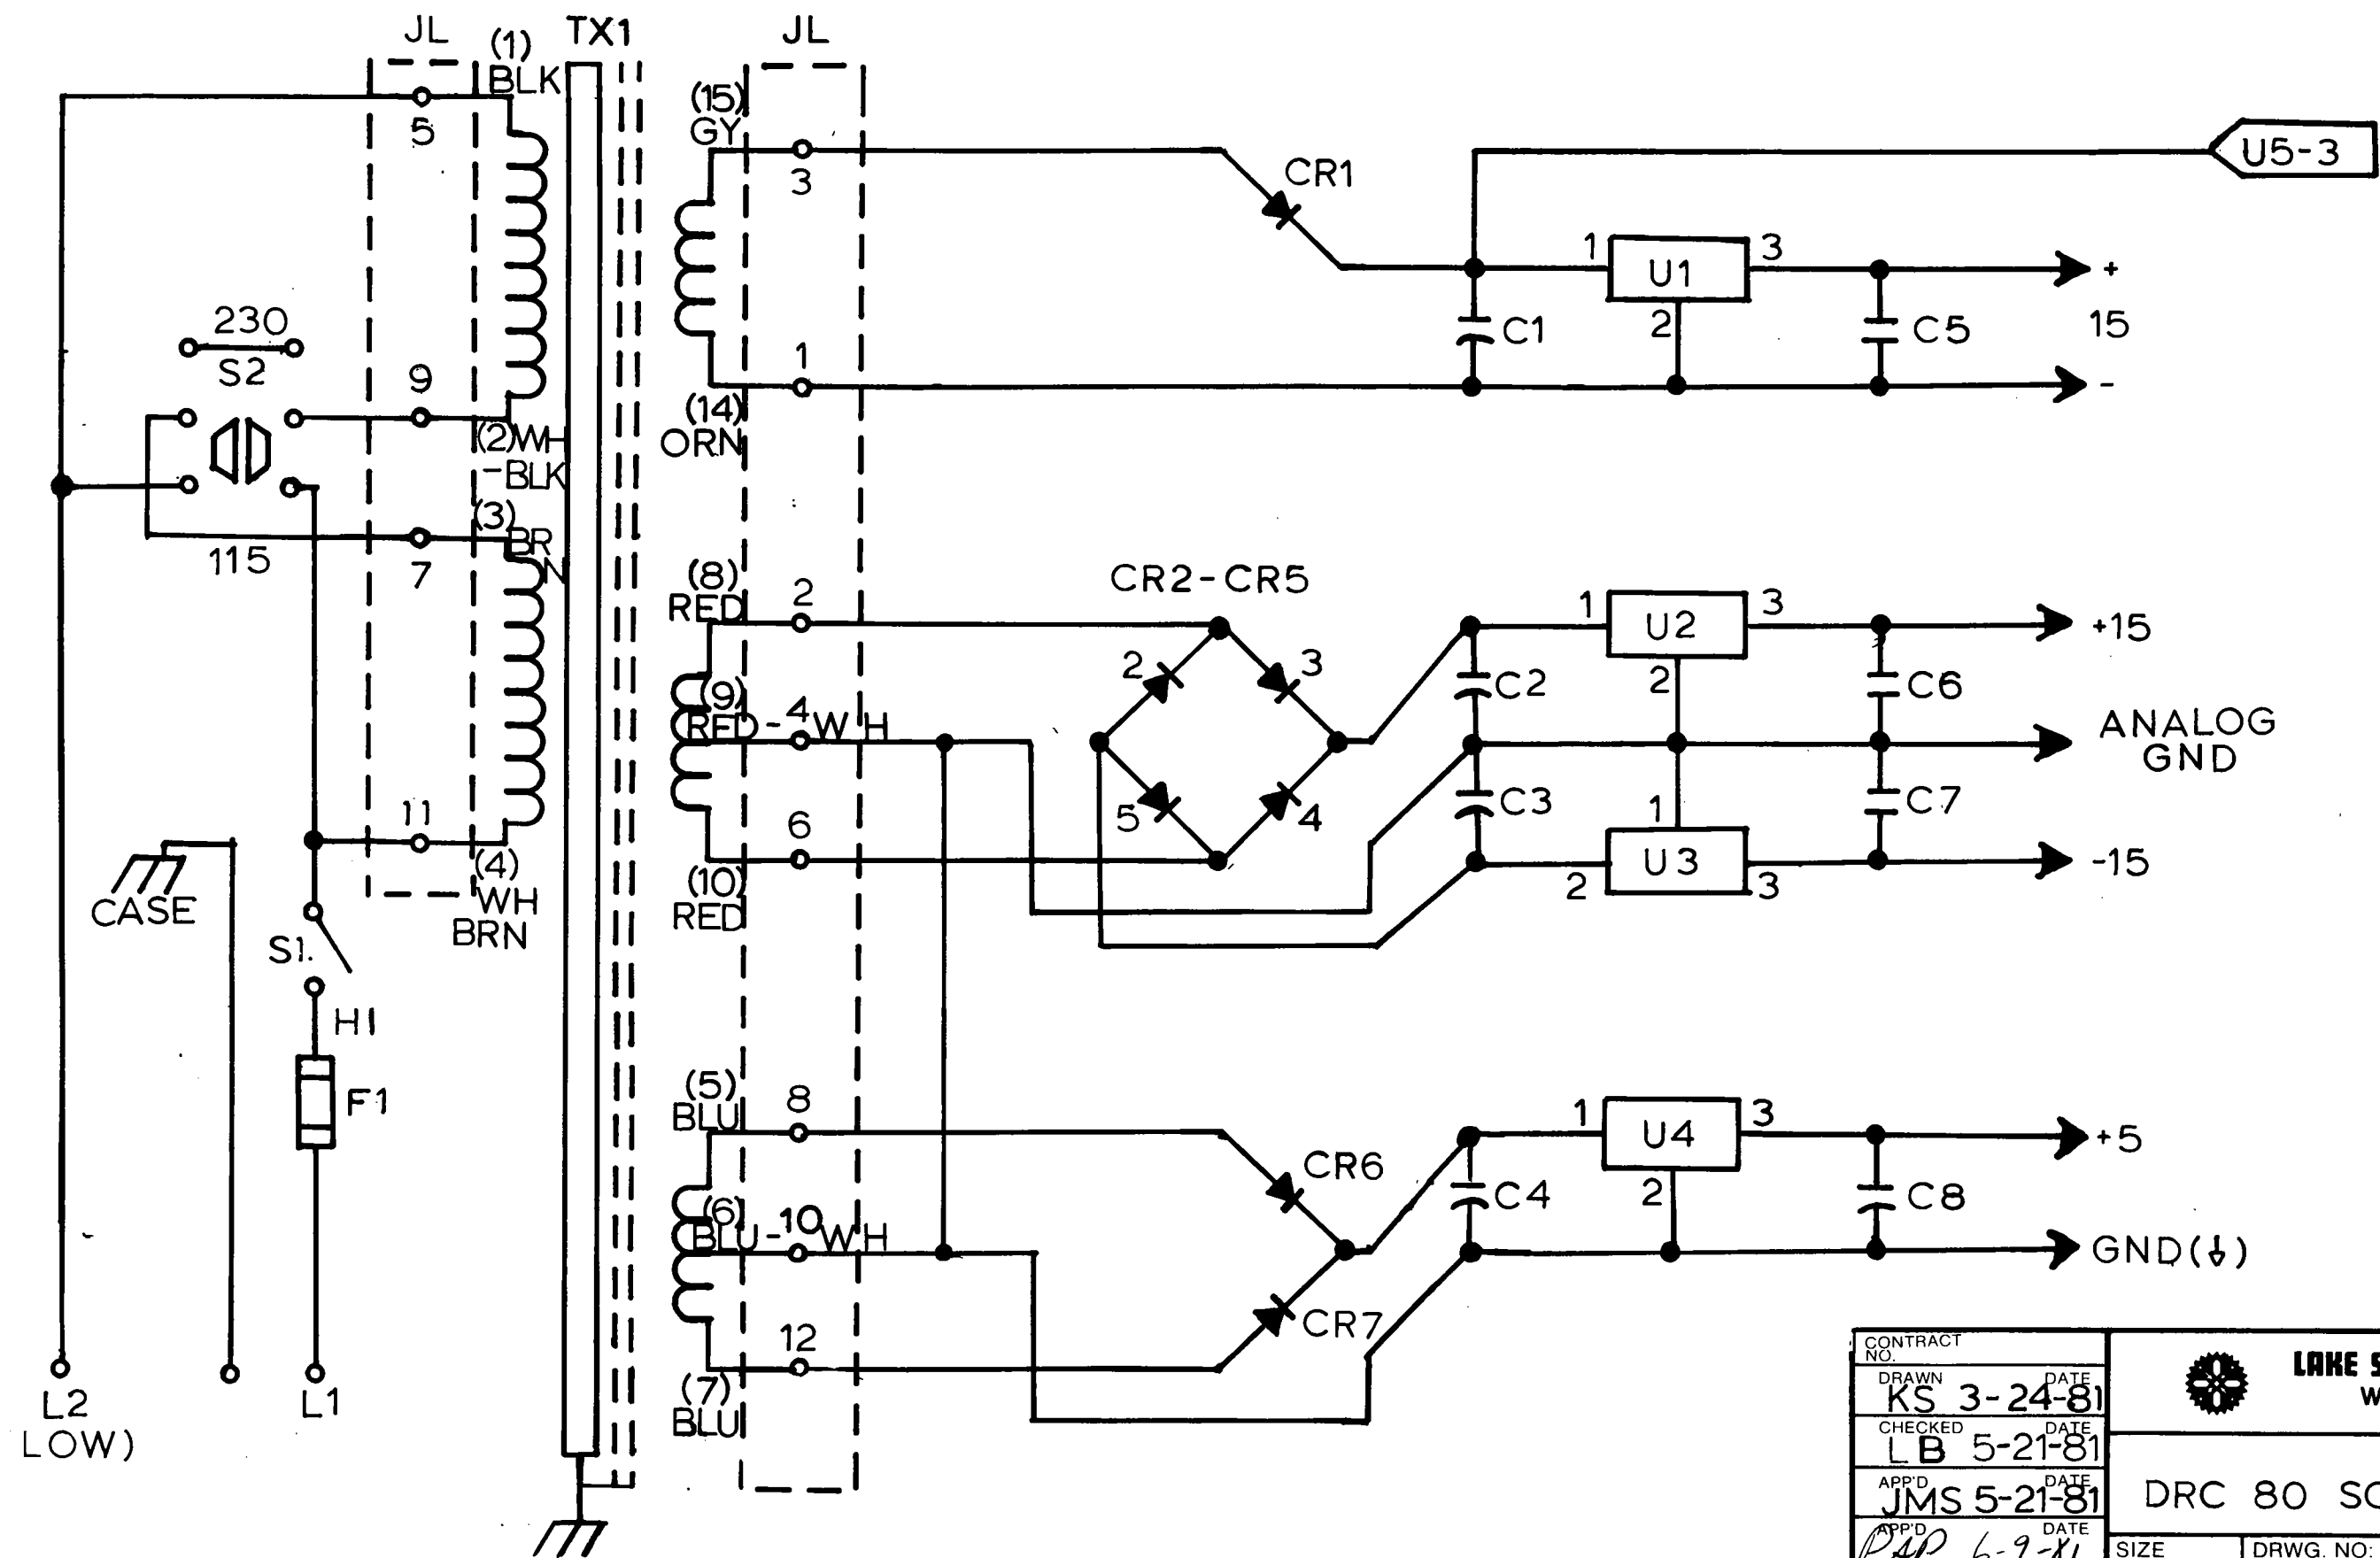 JL
(1)
BLK
TX1
JL
5
(15)
GY
3
CR1
U5-3
230
S2
9
1
U1
3
+
2
C1
C5
15
-
1
(14)
ORN
(2)WH
-BLK
(3)
BR
N
115
7
(8)
RED
2
CR2-CR5
1
U2
3
+15
2
3
2
C2
C6
(9)
RED-4 WH
ANALOG
GND
5
4
C3
1
C7
11
6
U3
2
3
-15
(4)
WH
BRN
(10)
RED
CASE
S1.
HI
F1
(5)
BLU
8
1
U4
3
+5
CR6
2
C4
C8
(6)
BLU-10 WH
GND(↓)
CR7
12
(7)
BLU
L2
LOW)
L1
CONTRACT
NO.
DRAWN DATE
KS 3-24-81
CHECKED DATE
LB 5-21-81
APP'D DATE
JMS 5-21-81
APP'D DATE
6-9-81
LAKE S
W
DRC 80 SC
SIZE
DRWG. NO: